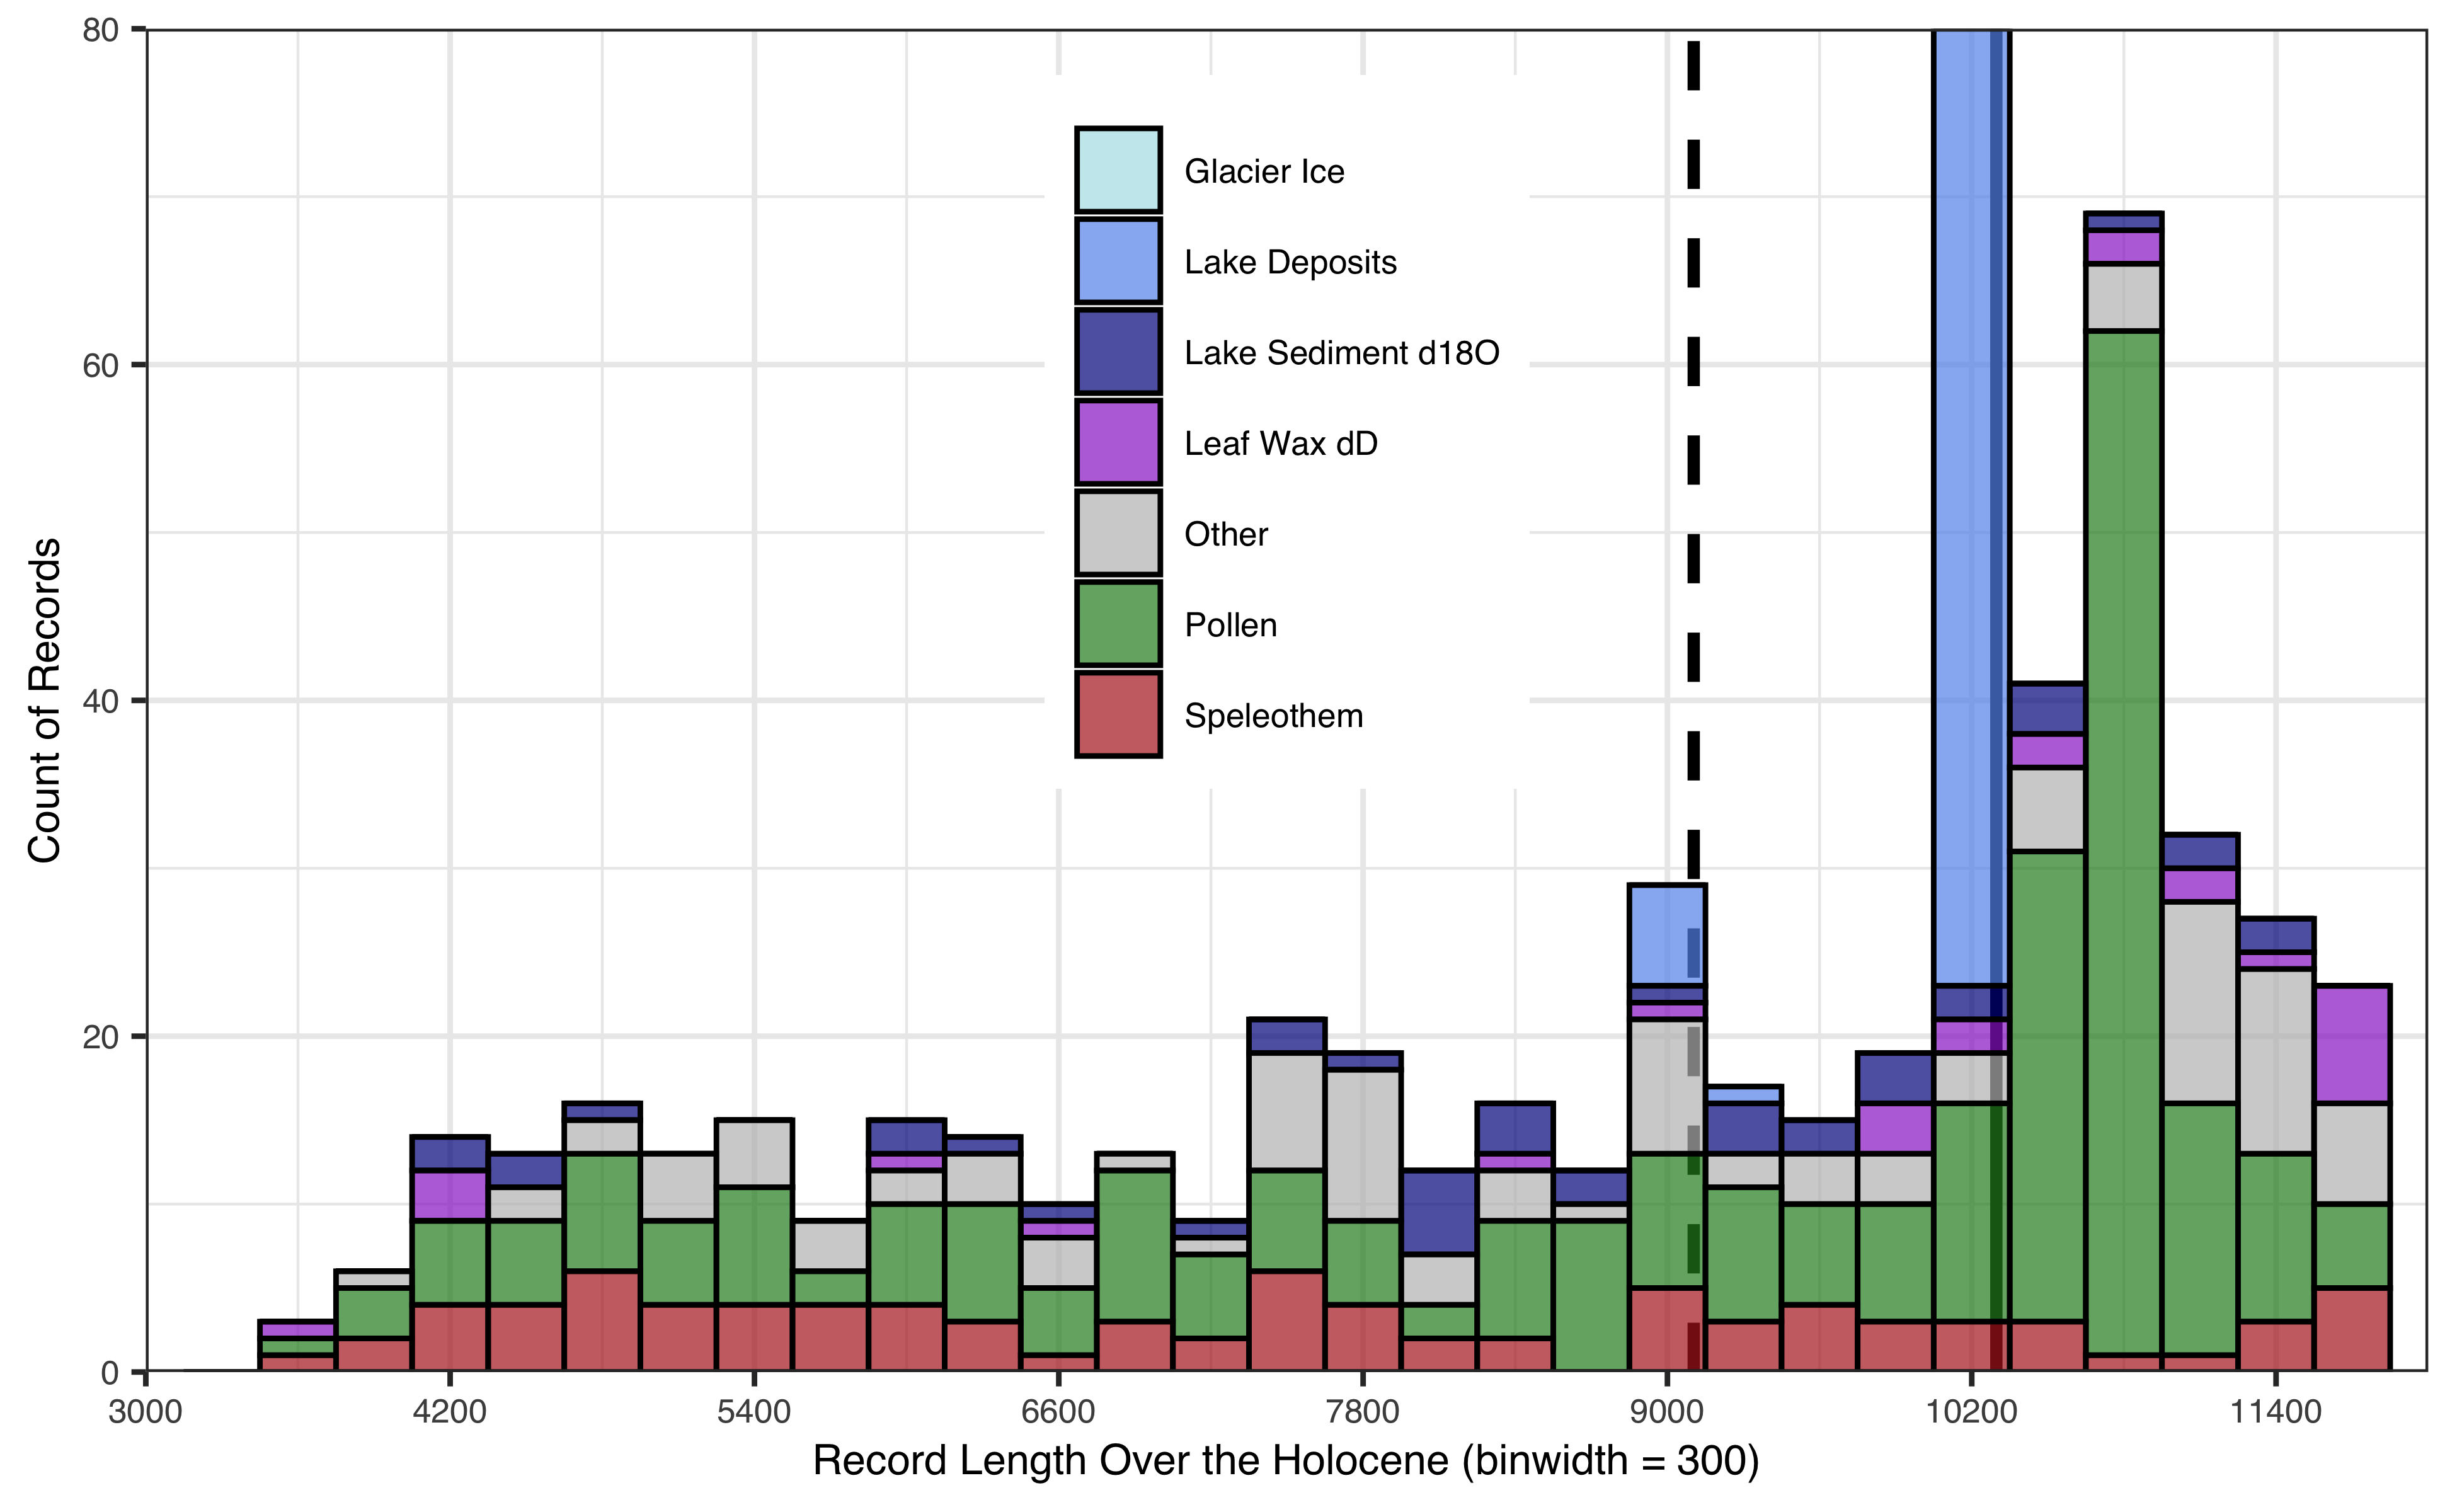 80
60
40
20
0
Count of Records
Glacier Ice
Lake Deposits
Lake Sediment d18O
Leaf Wax dD
Other
Pollen
Speleothem
3000 4200 5400 6600 7800 9000 10200 11400
Record Length Over the Holocene (binwidth = 300)